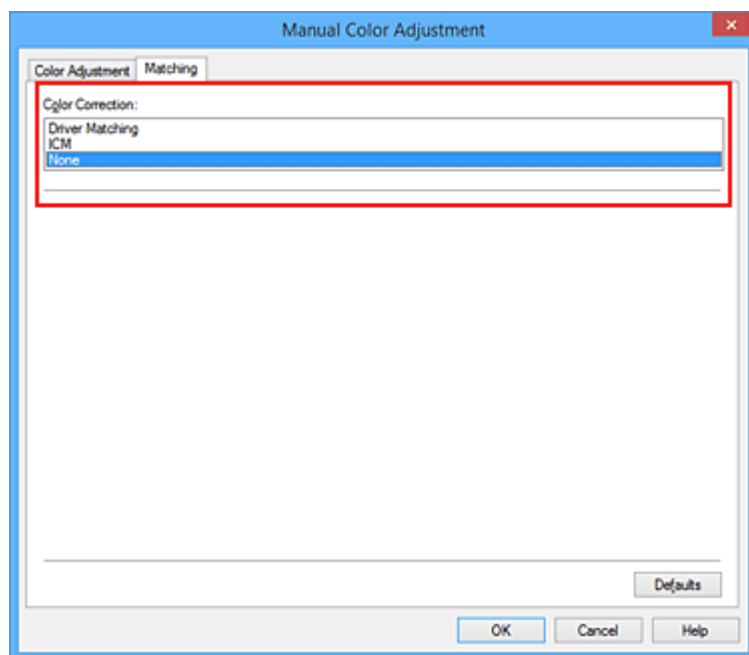 Manual Color Adjustment
Color Adjustment Matching
Color Correction:
Driver Matching
ICM
None
Defaults
OK Cancel Help